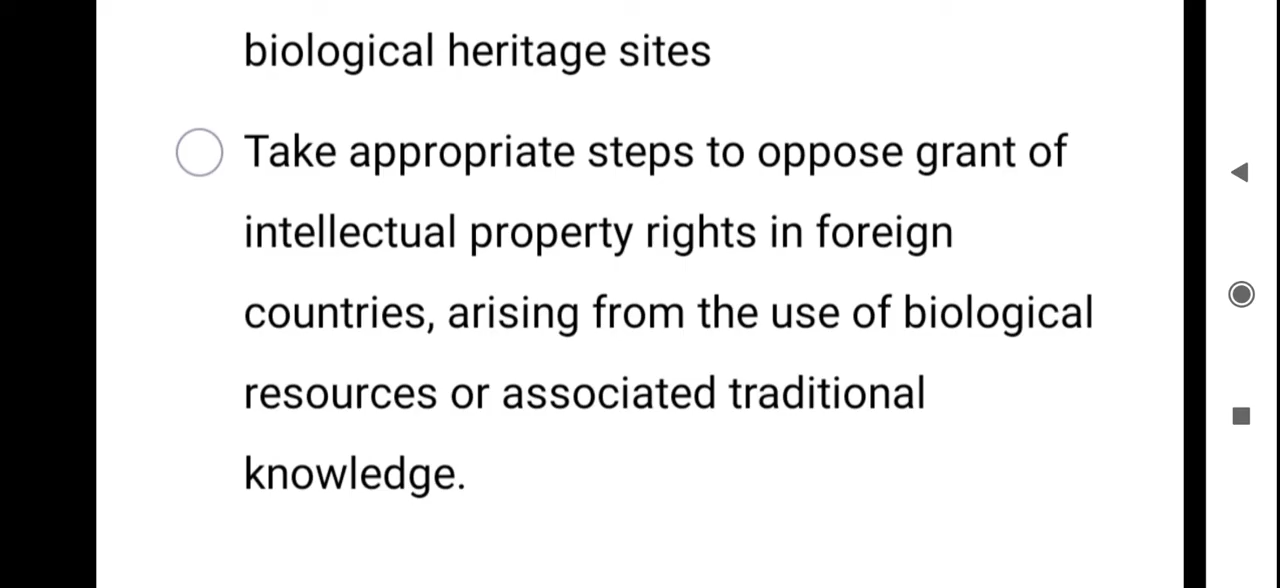 biological heritage sites
Take appropriate steps to oppose grant of
intellectual property rights in foreign
countries, arising from the use of biological
resources or associated traditional
knowledge.